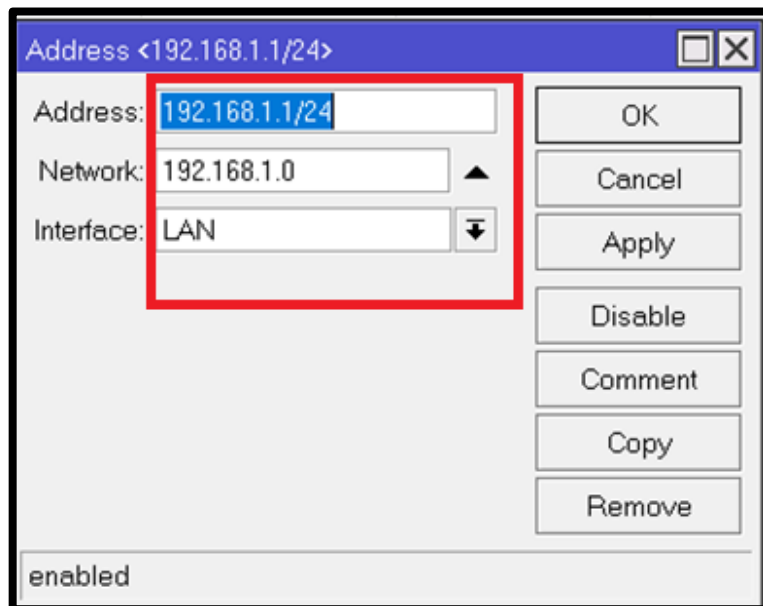 Address <192.168.1.1/24>
Address: 192.168.1.1/24
Network: 192.168.1.0
Interface: LAN
OK
Cancel
Apply
Disable
Comment
Copy
Remove
enabled